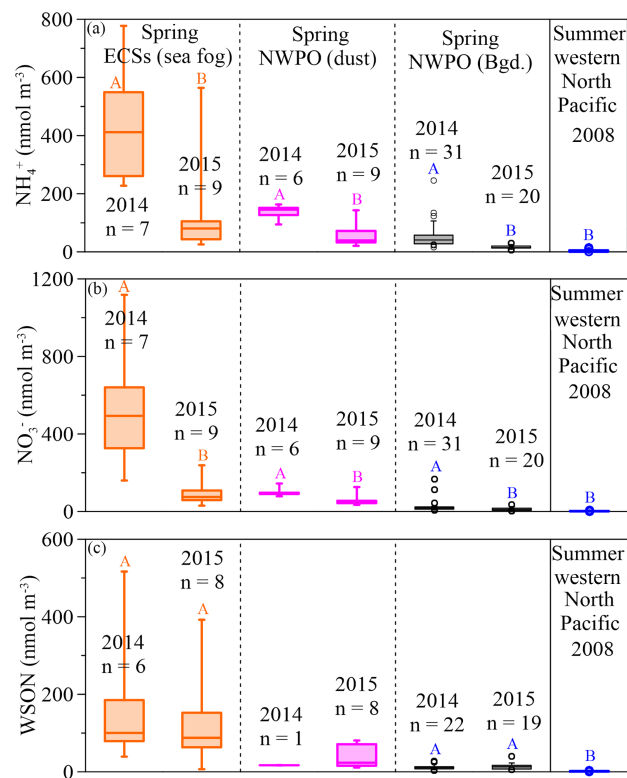 (a)
Spring
ECSs (sea fog)
Spring
NWPO (dust)
Spring
NWPO (Bgd.)
Summer
western
North
Pacific
2008
NH₄⁺ (nmol m⁻³)
800
600
400
200
0
A
2014
n = 7
B
2015
n = 9
2014
n = 6
A
2015
n = 9
B
2014
n = 31
A
2015
n = 20
B
B
(b)
NO₃⁻ (nmol m⁻³)
1200
800
400
0
A
2014
n = 7
2015
n = 9
B
2014
n = 6
A
2015
n = 9
B
2014
n = 31
A
2015
n = 20
B
Summer
western
North
Pacific
2008
B
(c)
WSON (nmol m⁻³)
600
400
200
0
A
2014
n = 6
2015
n = 8
A
2014
n = 1
2015
n = 8
2014
n = 22
A
2015
n = 19
A
Summer
western
North
Pacific
2008
B